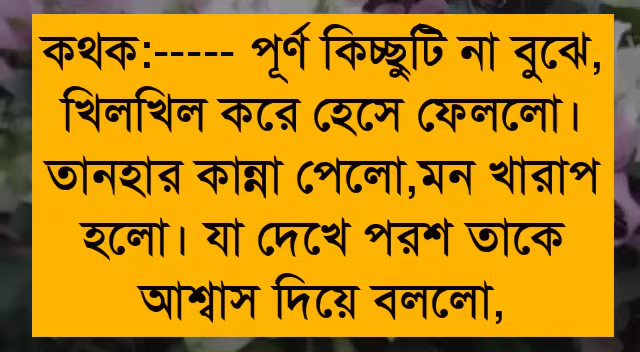 কথক:----- পূর্ণ কিচ্ছুটি না বুঝে,
খিলখিল করে হেসে ফেললো।
তানহার কান্না পেলো,মন খারাপ
হলো। যা দেখে পরশ তাকে
আশ্বাস দিয়ে বললো,